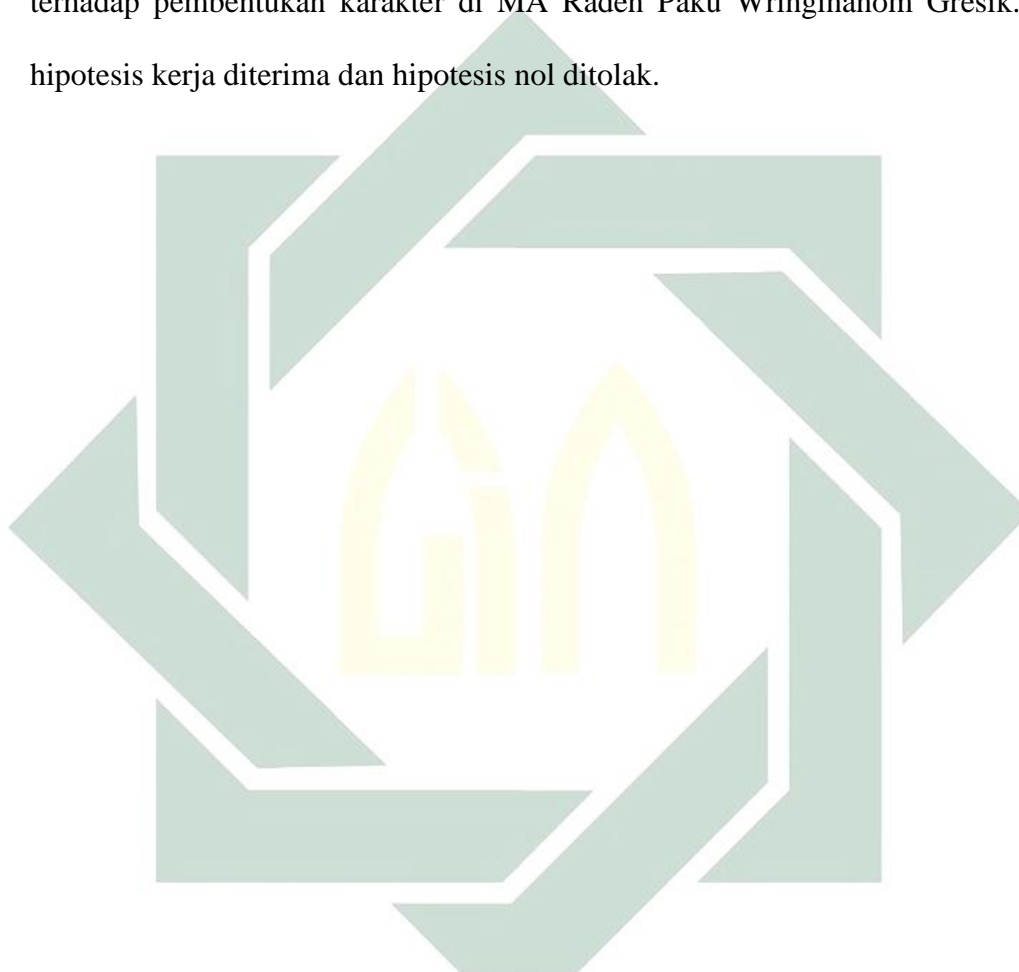 terhadap pembentukan karakter di MA Raden Paku Wringinanom Gresik.
hipotesis kerja diterima dan hipotesis nol ditolak.